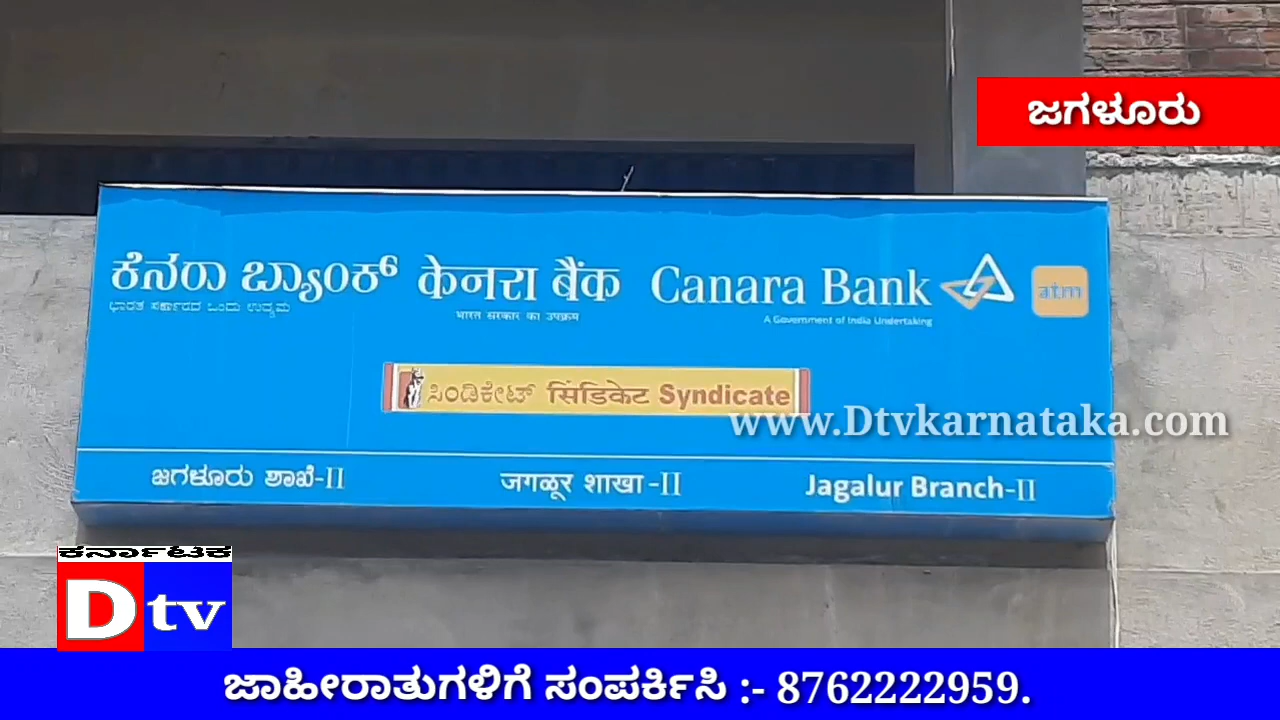 ಜಗಳೂರು
ಕೆನರಾ ಬ್ಯಾಂಕ್ केनरा बैंक Canara Bank atm
ಭಾರತ ಸರ್ಕಾರದ ಒಂದು ಉದ್ಯಮ भारत सरकार का उपक्रम A Government of India Undertaking
ಸಿಂಡಿಕೇಟ್ सिंडिकेट Syndicate
www.Dtvkarnataka.com
ಜಗಳೂರು ಶಾಖೆ-II जगळूर शाखा-II Jagalur Branch-II
ಕರ್ನಾಟಕ
D tv
ಜಾಹೀರಾತುಗಳಿಗೆ ಸಂಪರ್ಕಿಸಿ :- 8762222959.